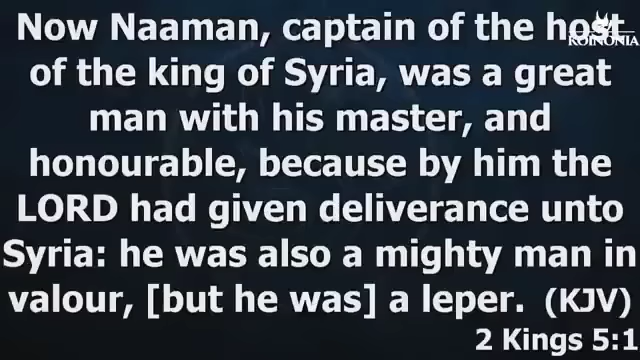 Now Naaman, captain of the host
KOINONIA
of the king of Syria, was a great
man with his master, and
honourable, because by him the
LORD had given deliverance unto
Syria: he was also a mighty man in
valour, [but he was] a leper. (KJV)
2 Kings 5:1